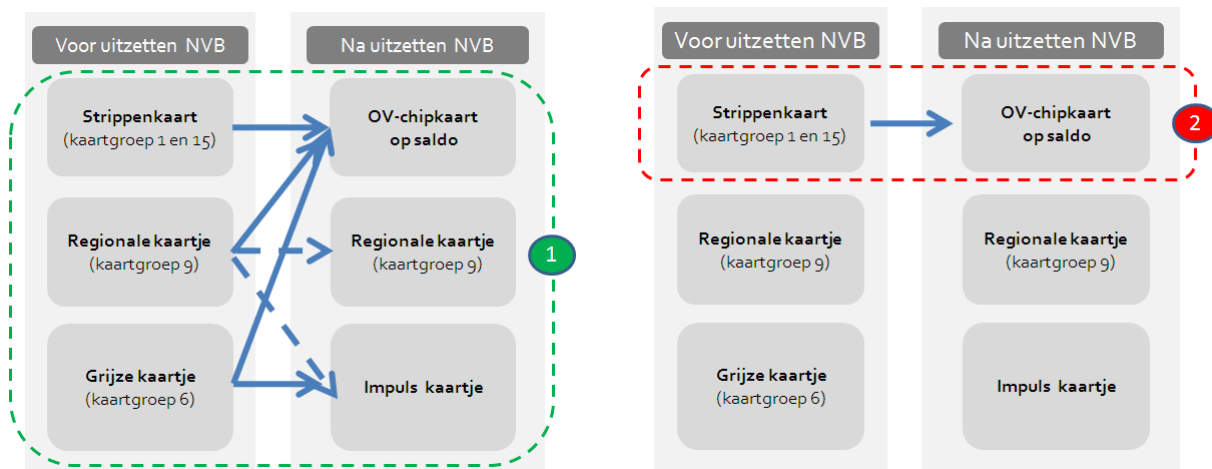 Voor uitzetten NVB
Na uitzetten NVB
Strippenkaart
(kaartgroep 1 en 15)
OV-chipkaart
op saldo
Regionale kaartje
(kaartgroep 9)
Regionale kaartje
(kaartgroep 9)
1
Grijze kaartje
(kaartgroep 6)
Impuls kaartje
Voor uitzetten NVB
Na uitzetten NVB
Strippenkaart
(kaartgroep 1 en 15)
OV-chipkaart
op saldo
2
Regionale kaartje
(kaartgroep 9)
Regionale kaartje
(kaartgroep 9)
Grijze kaartje
(kaartgroep 6)
Impuls kaartje